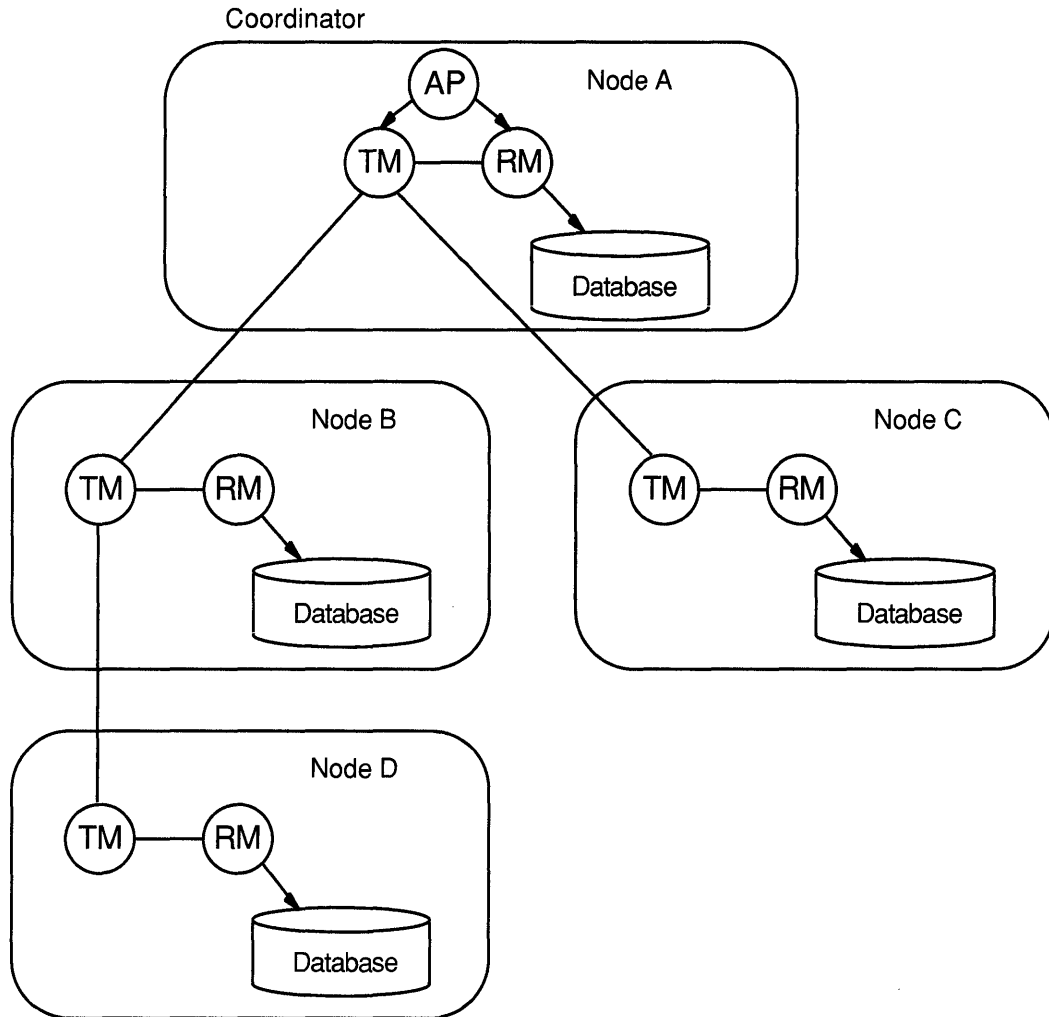 Coordinator
Node A
AP
TM
RM
Database
Node B
TM
RM
Database
Node C
TM
RM
Database
Node D
TM
RM
Database